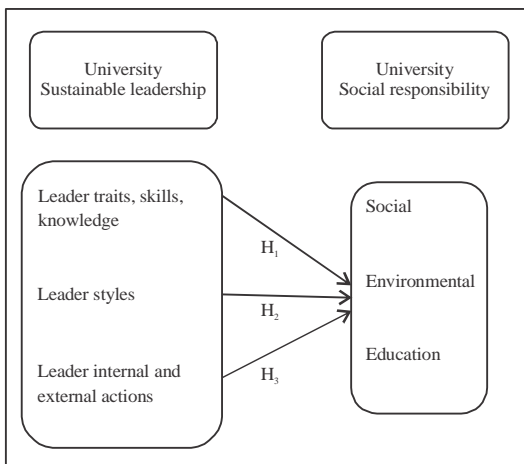 University
Sustainable leadership
University
Social responsibility
Leader traits, skills,
knowledge
H₁
Leader styles
H₂
Leader internal and
external actions
H₃
Social
Environmental
Education